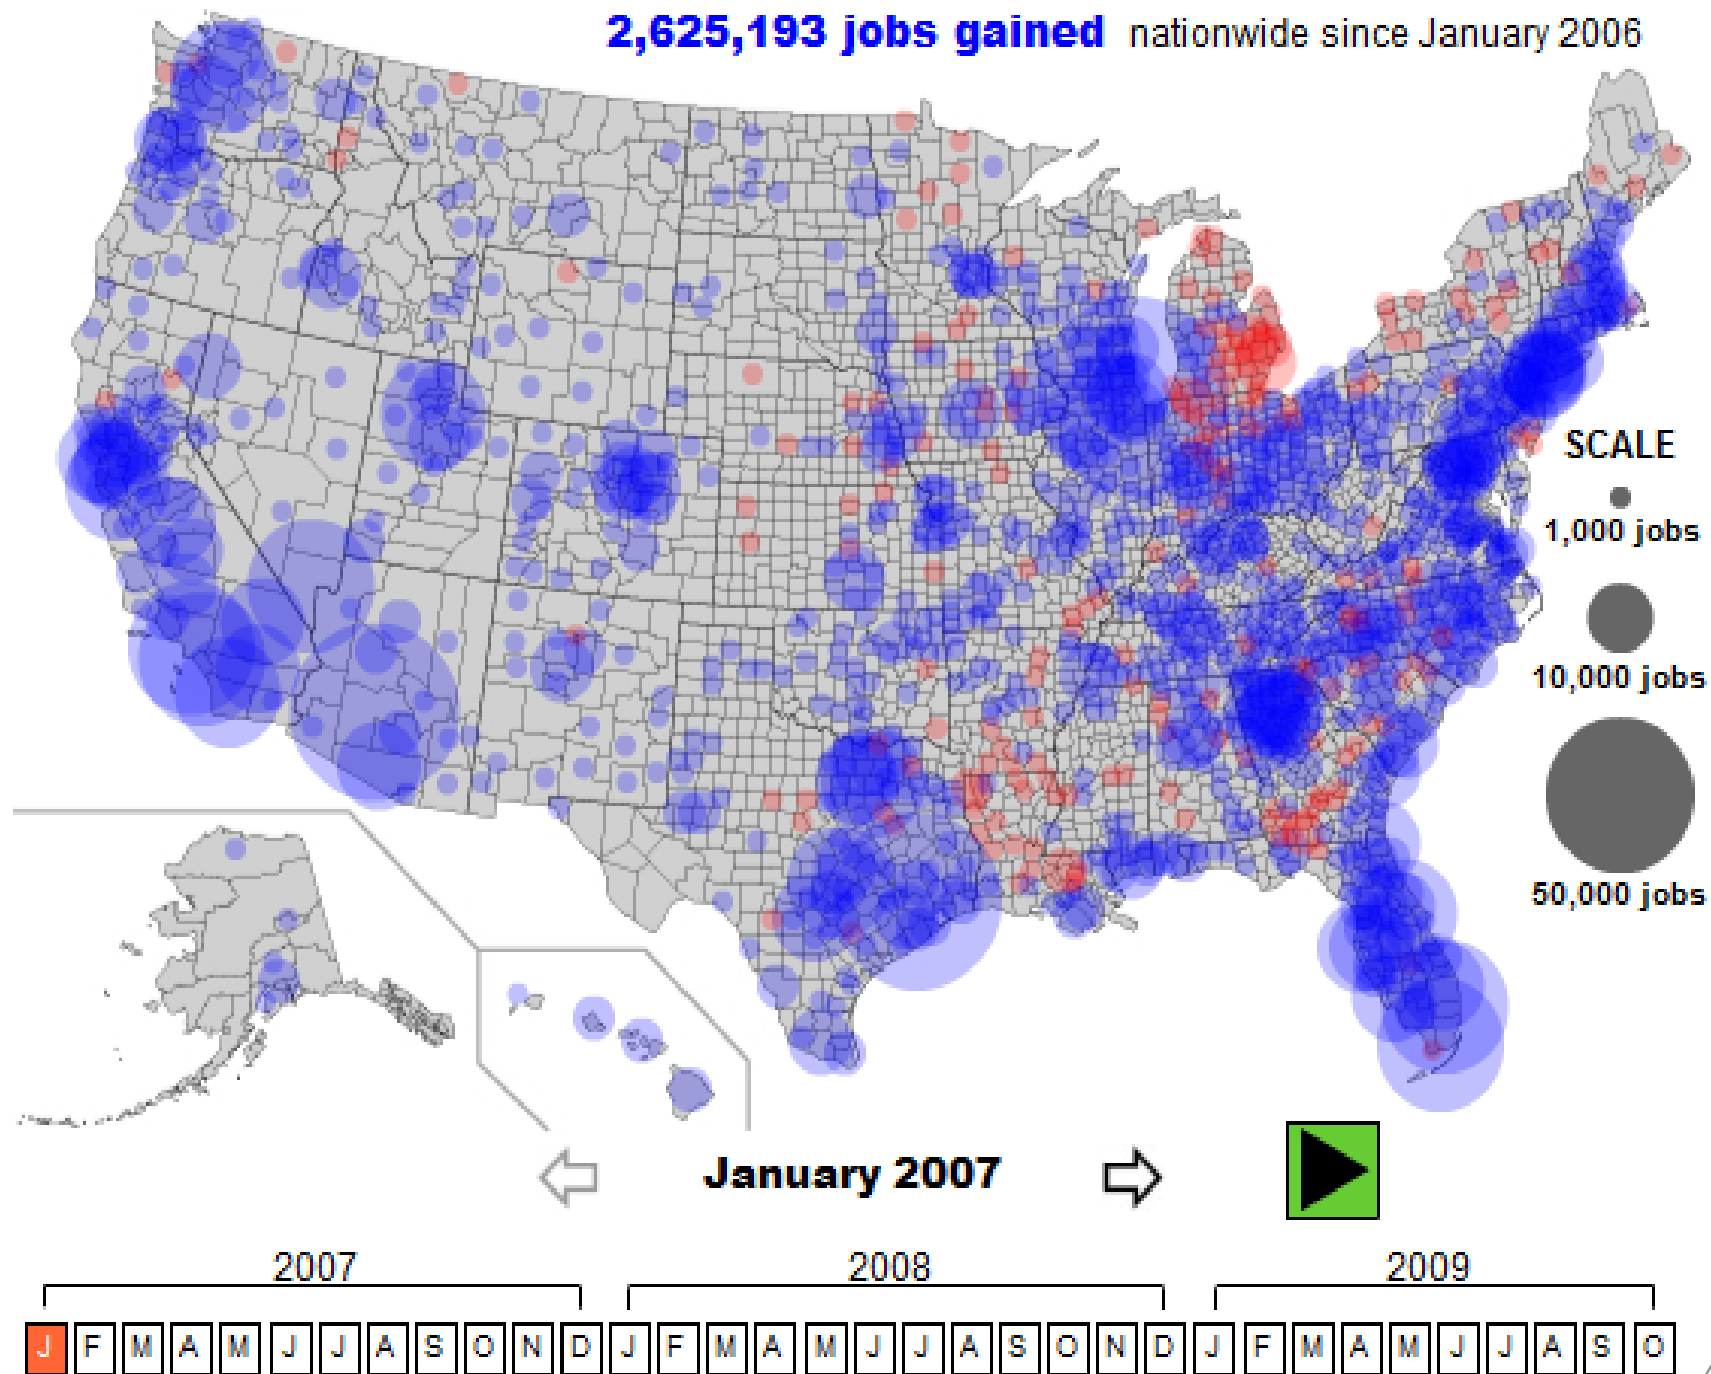 2,625,193 jobs gained nationwide since January 2006
SCALE
1,000 jobs
10,000 jobs
50,000 jobs
January 2007
2007 2008 2009
J F M A M J J A S O N D J F M A M J J A S O N D J F M A M J J A S O